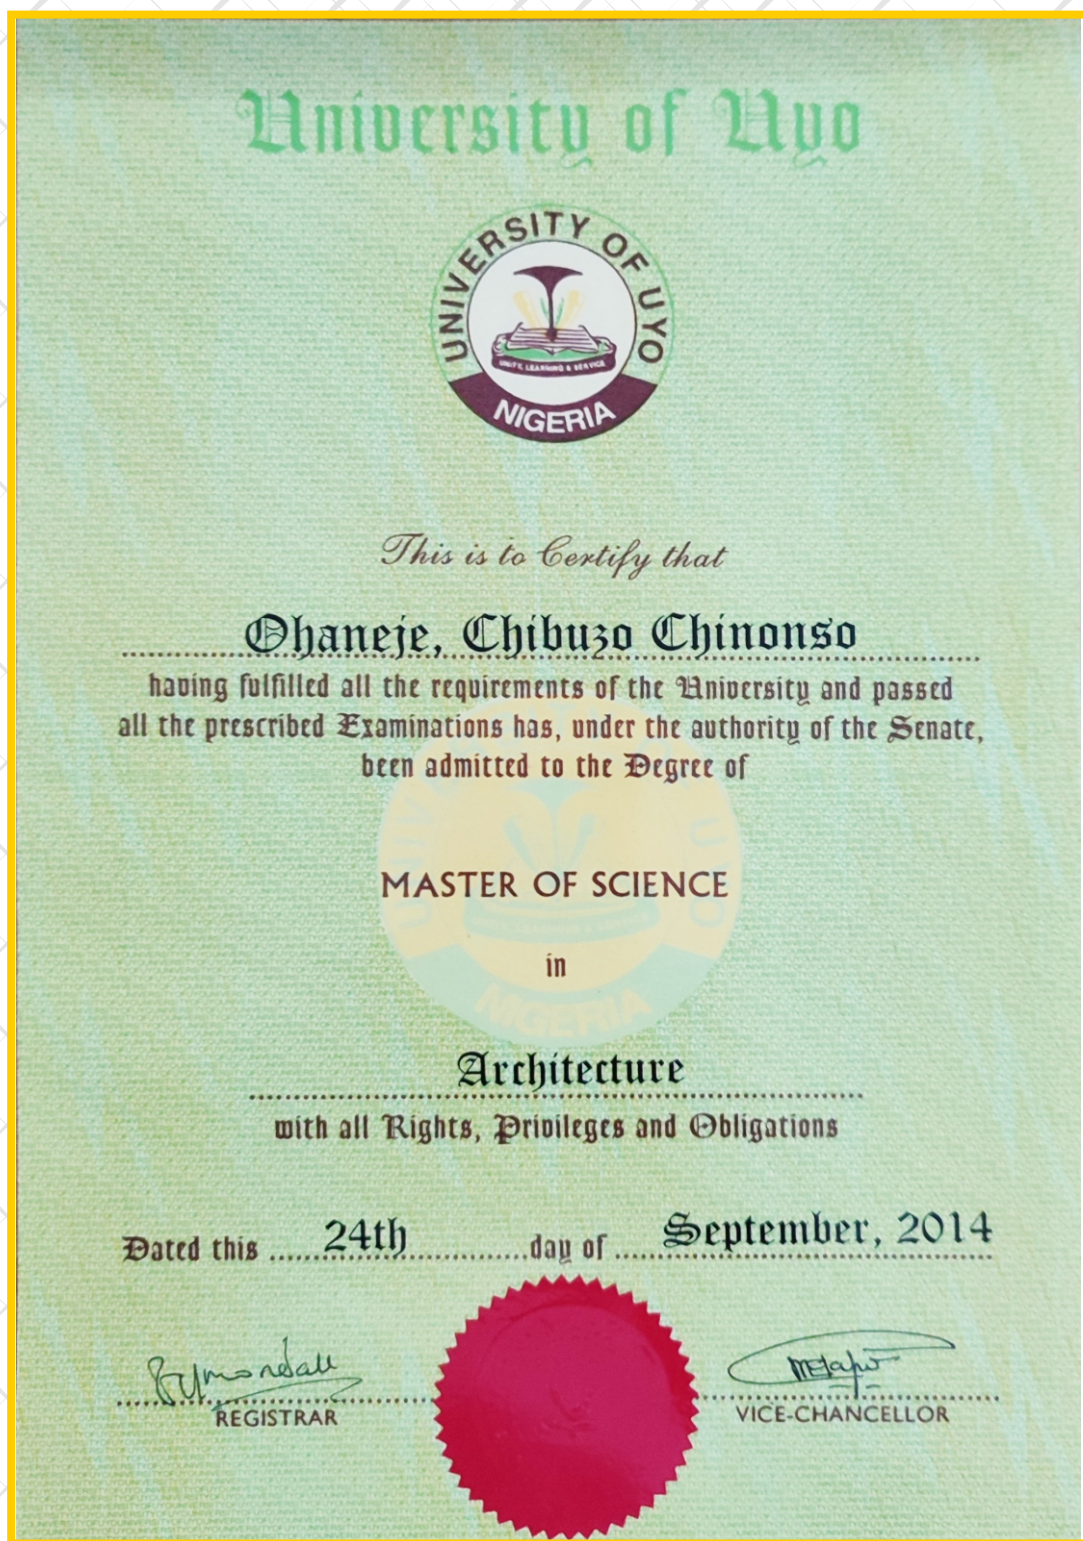 University of Uyo
UNIVERSITY OF UYO
UNITY, LEARNING & SERVICE
NIGERIA
This is to Certify that
Ohaneje, Chibuzo Chinonso
having fulfilled all the requirements of the University and passed
all the prescribed Examinations has, under the authority of the Senate,
been admitted to the Degree of
MASTER OF SCIENCE
in
Architecture
with all Rights, Privileges and Obligations
Dated this 24th day of September, 2014
REGISTRAR
VICE-CHANCELLOR